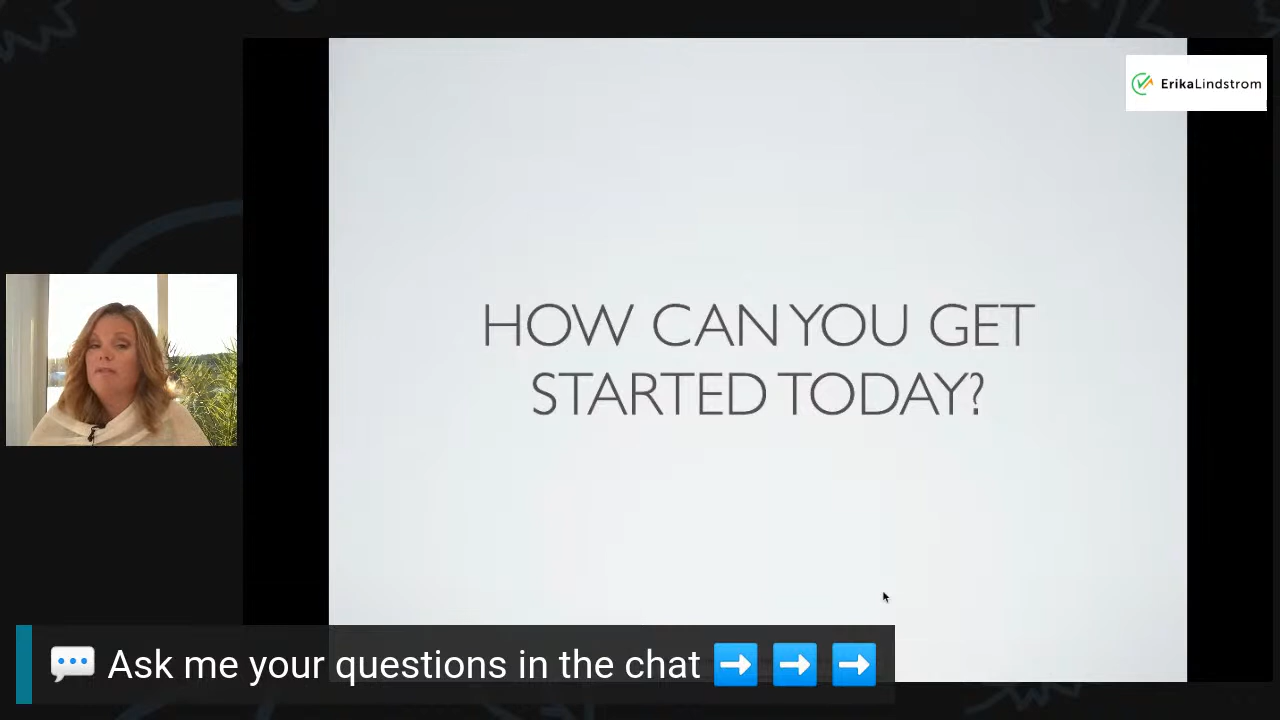 ErikaLindstrom
HOW CAN YOU GET
STARTED TODAY?
💬 Ask me your questions in the chat ➡️ ➡️ ➡️